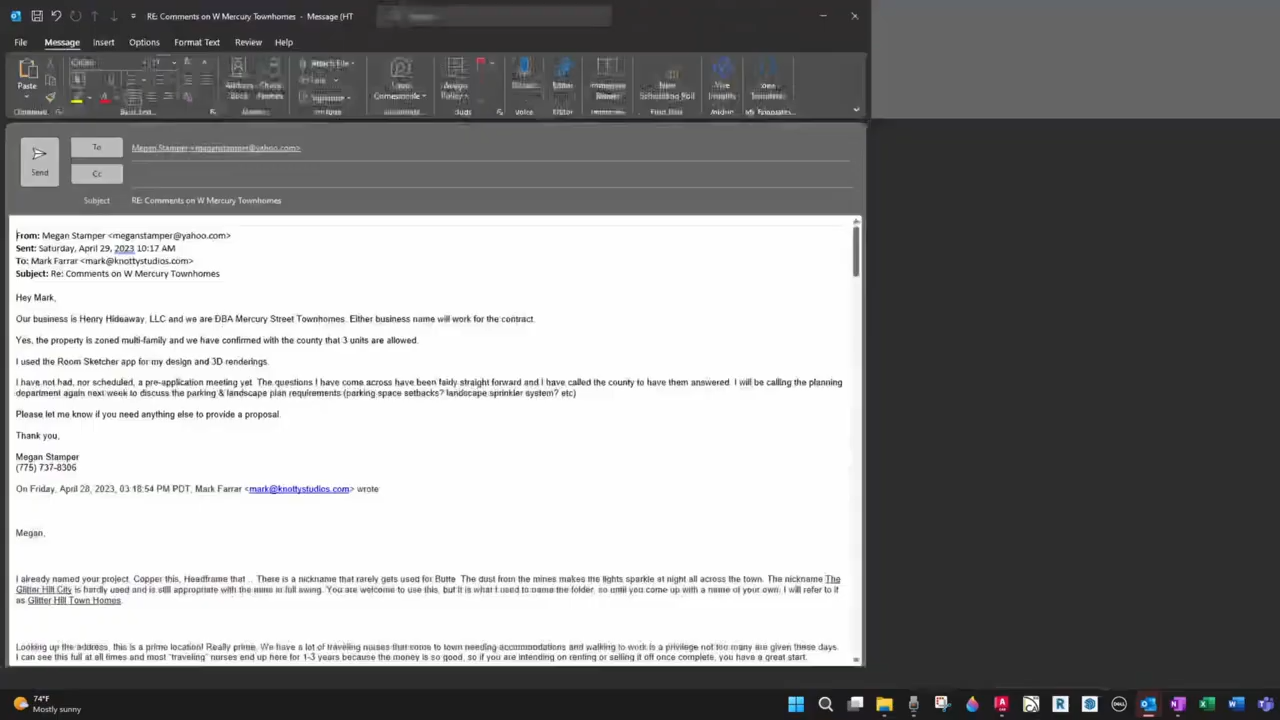 RE: Comments on W Mercury Townhomes - Message (HT
File Message Insert Options Format Text Review Help
Paste
Attach File
To Megan Stamper <meganstamper@yahoo.com>
Send
Cc
Subject RE: Comments on W Mercury Townhomes
From: Megan Stamper <meganstamper@yahoo.com>
Sent: Saturday, April 29, 2023 10:17 AM
To: Mark Farrar <mark@knottystudios.com>
Subject: Re: Comments on W Mercury Townhomes
Hey Mark,
Our business is Henry Hideaway, LLC and we are DBA Mercury Street Townhomes. Either business name will work for the contract.
Yes, the property is zoned multi-family and we have confirmed with the county that 3 units are allowed.
I used the Room Sketcher app for my design and 3D renderings.
I have not had, nor scheduled, a pre-application meeting yet. The questions I have come across have been fairly straight forward and I have called the county to have them answered. I will be calling the planning
department again next week to discuss the parking & landscape plan requirements (parking space setbacks? landscape sprinkler system? etc)
Please let me know if you need anything else to provide a proposal.
Thank you,
Megan Stamper
(775) 737-8306
On Friday, April 28, 2023, 03:18:54 PM PDT, Mark Farrar <mark@knottystudios.com> wrote
Megan,
I already named your project. Copper this, Headframe that... There is a nickname that rarely gets used for Butte. The dust from the mines makes the lights sparkle at night all across the town. The nickname The
Glitter Hill City is hardly used and is still appropriate with the mine in full swing. You are welcome to use this, but it is what I used to name the folder, so until you come up with a name of your own, I will refer to it
as Glitter Hill Town Homes.
Looking up the address, this is a prime location! Really prime. We have a lot of traveling nurses that come to town needing accommodations and walking to work is a privilege not too many are given these days.
I can see this full at all times and most "traveling" nurses end up here for 1-3 years because the money is so good, so if you are intending on renting or selling it off once complete, you have a great start.
74°F
Mostly sunny